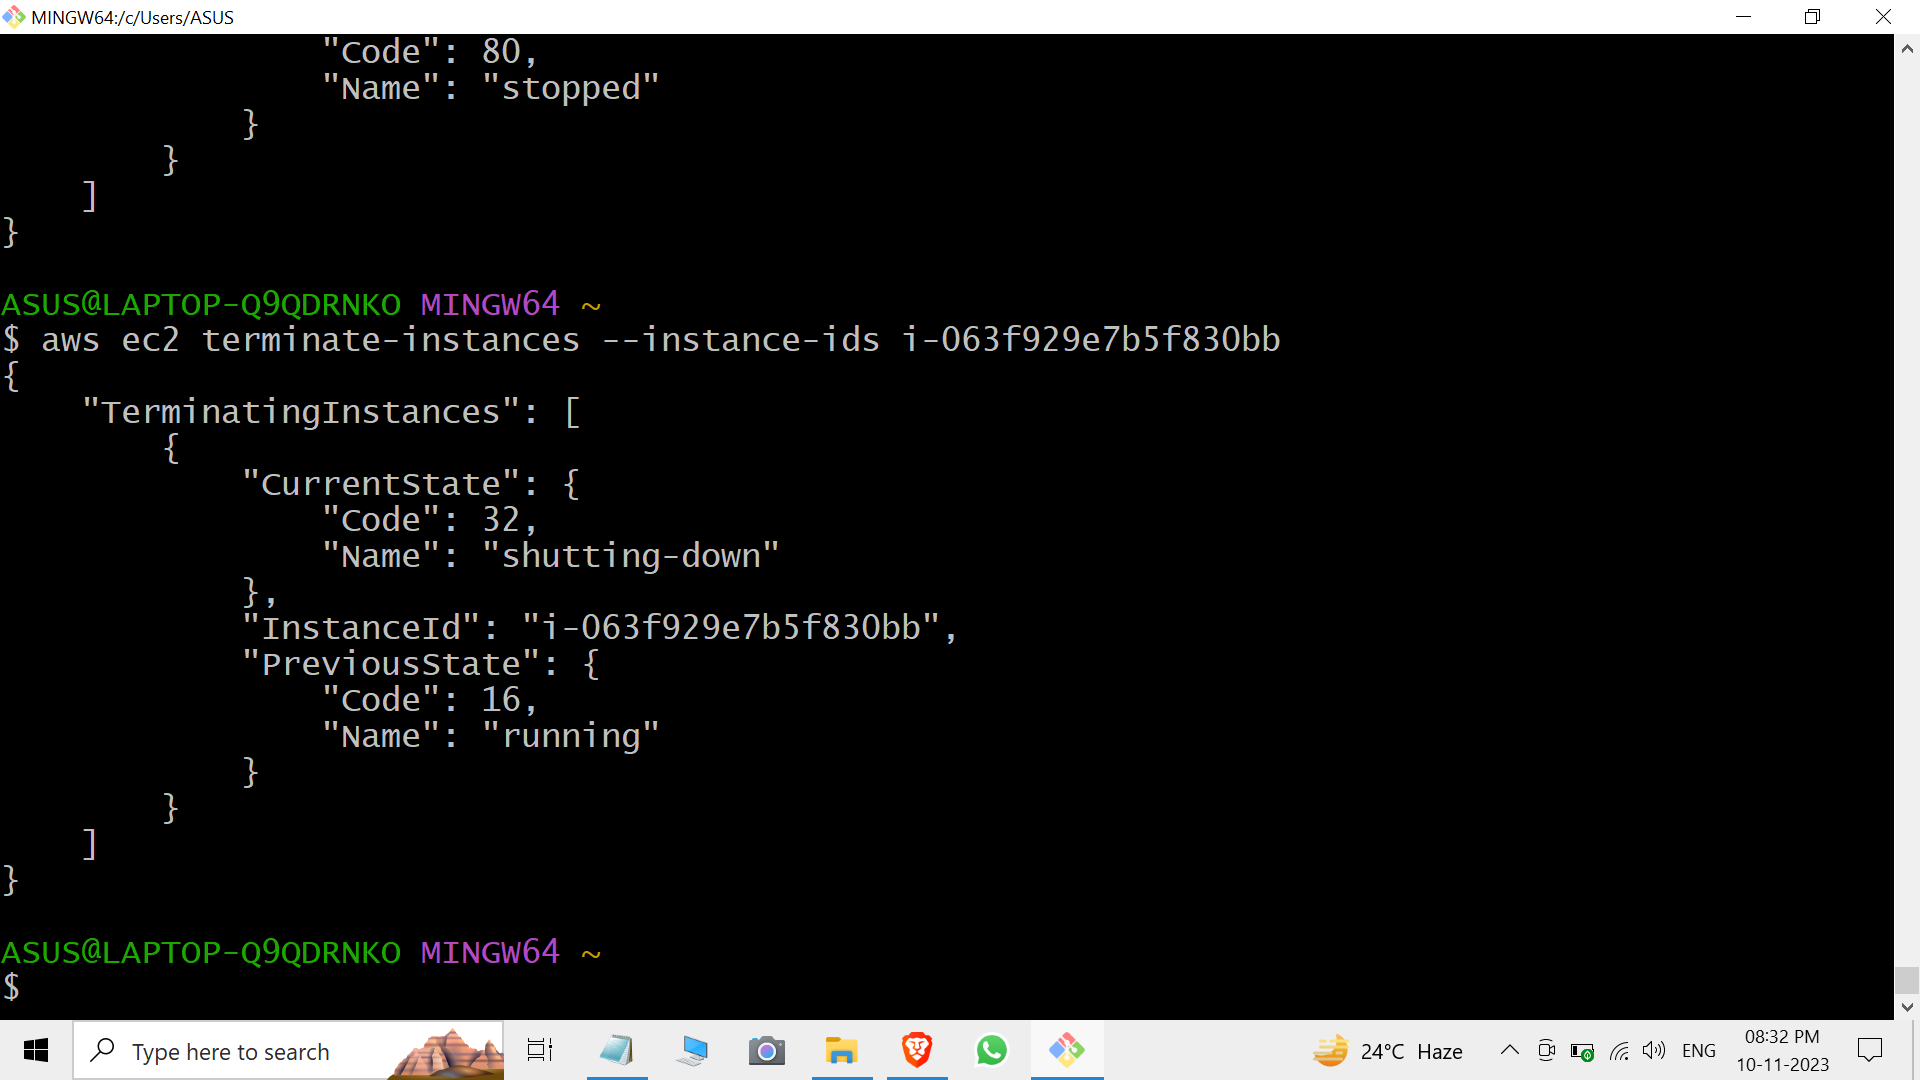 MINGW64:/c/Users/ASUS
"Code": 80,
"Name": "stopped"
}
}
]
}
ASUS@LAPTOP-Q9QDRNKO MINGW64 ~
$ aws ec2 terminate-instances --instance-ids i-063f929e7b5f830bb
{
"TerminatingInstances": [
{
"CurrentState": {
"Code": 32,
"Name": "shutting-down"
},
"InstanceId": "i-063f929e7b5f830bb",
"PreviousState": {
"Code": 16,
"Name": "running"
}
}
]
}
ASUS@LAPTOP-Q9QDRNKO MINGW64 ~
$
Type here to search
24°C Haze
ENG
08:32 PM
10-11-2023